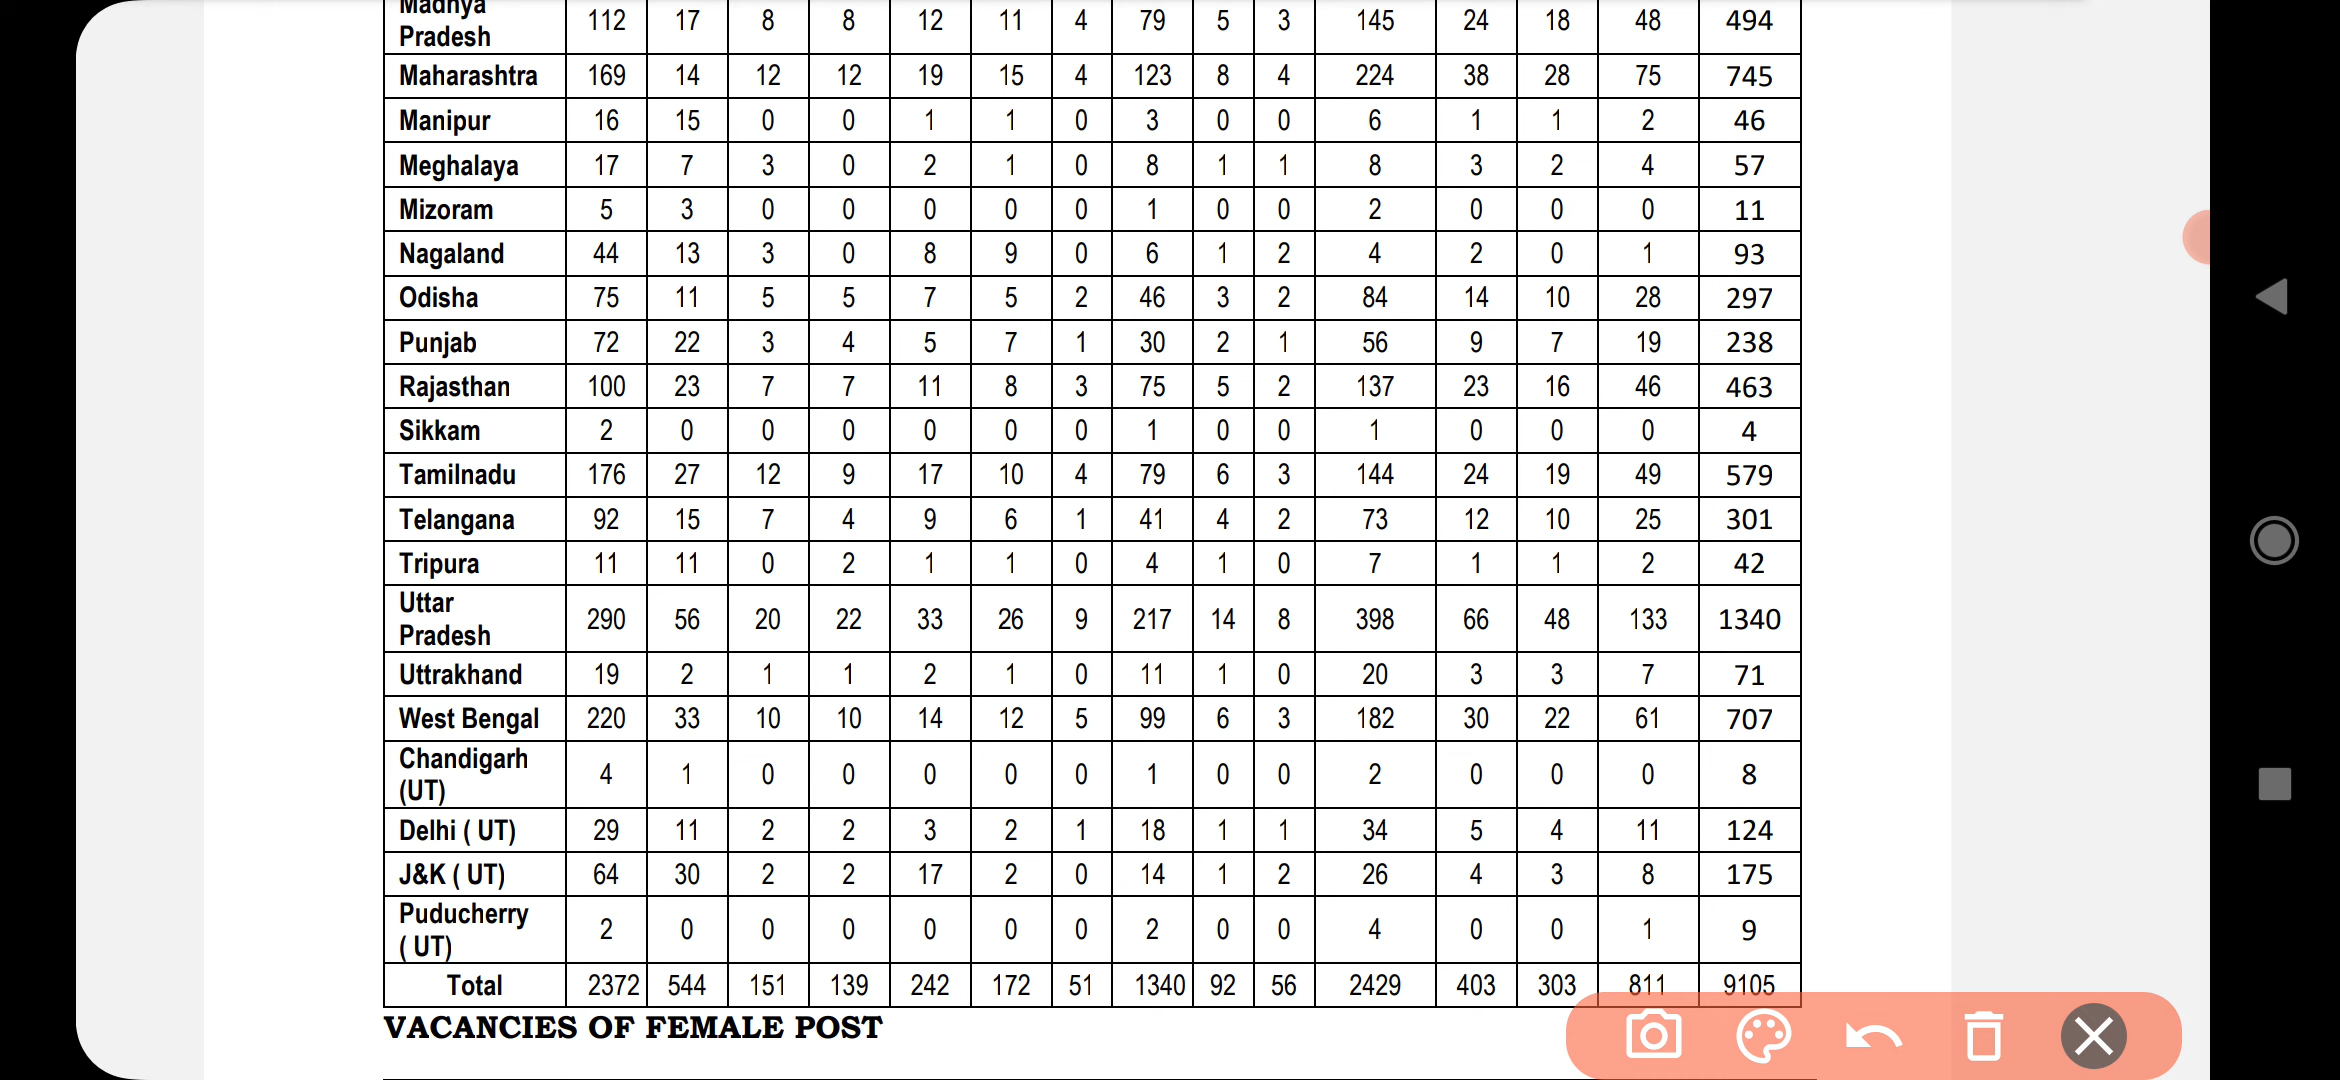 Madhya
Pradesh 112 17 8 8 12 11 4 79 5 3 145 24 18 48 494
Maharashtra 169 14 12 12 19 15 4 123 8 4 224 38 28 75 745
Manipur 16 15 0 0 1 1 0 3 0 0 6 1 1 2 46
Meghalaya 17 7 3 0 2 1 0 8 1 1 8 3 2 4 57
Mizoram 5 3 0 0 0 0 0 1 0 0 2 0 0 0 11
Nagaland 44 13 3 0 8 9 0 6 1 2 4 2 0 1 93
Odisha 75 11 5 5 7 5 2 46 3 2 84 14 10 28 297
Punjab 72 22 3 4 5 7 1 30 2 1 56 9 7 19 238
Rajasthan 100 23 7 7 11 8 3 75 5 2 137 23 16 46 463
Sikkam 2 0 0 0 0 0 0 1 0 0 1 0 0 0 4
Tamilnadu 176 27 12 9 17 10 4 79 6 3 144 24 19 49 579
Telangana 92 15 7 4 9 6 1 41 4 2 73 12 10 25 301
Tripura 11 11 0 2 1 1 0 4 1 0 7 1 1 2 42
Uttar
Pradesh 290 56 20 22 33 26 9 217 14 8 398 66 48 133 1340
Uttrakhand 19 2 1 1 2 1 0 11 1 0 20 3 3 7 71
West Bengal 220 33 10 10 14 12 5 99 6 3 182 30 22 61 707
Chandigarh
(UT) 4 1 0 0 0 0 0 1 0 0 2 0 0 0 8
Delhi ( UT) 29 11 2 2 3 2 1 18 1 1 34 5 4 11 124
J&K ( UT) 64 30 2 2 17 2 0 14 1 2 26 4 3 8 175
Puducherry
( UT) 2 0 0 0 0 0 0 2 0 0 4 0 0 1 9
Total 2372 544 151 139 242 172 51 1340 92 56 2429 403 303 811 9105
VACANCIES OF FEMALE POST